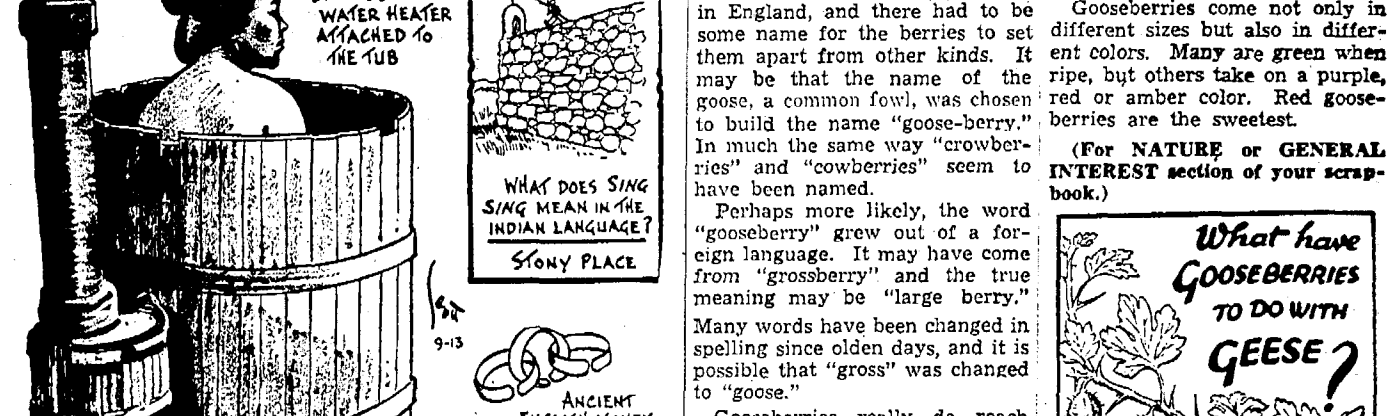 WATER HEATER
ATTACHED TO
THE TUB
9-13
WHAT DOES SING
SING MEAN IN THE
INDIAN LANGUAGE?
STONY PLACE
ANCIENT
in England, and there had to be
some name for the berries to set
them apart from other kinds. It
may be that the name of the
goose, a common fowl, was chosen
to build the name "goose-berry."
In much the same way "crowber-
ries" and "cowberries" seem to
have been named.
Perhaps more likely, the word
"gooseberry" grew out of a for-
eign language. It may have come
from "grossberry" and the true
meaning may be "large berry."
Many words have been changed in
spelling since olden days, and it is
possible that "gross" was changed
to "goose."
Gooseberries really do reach
Gooseberries come not only in
different sizes but also in differ-
ent colors. Many are green when
ripe, but others take on a purple,
red or amber color. Red goose-
berries are the sweetest.
(For NATURE or GENERAL
INTEREST section of your scrap-
book.)
What have
GOOSEBERRIES
TO DO WITH
GEESE?